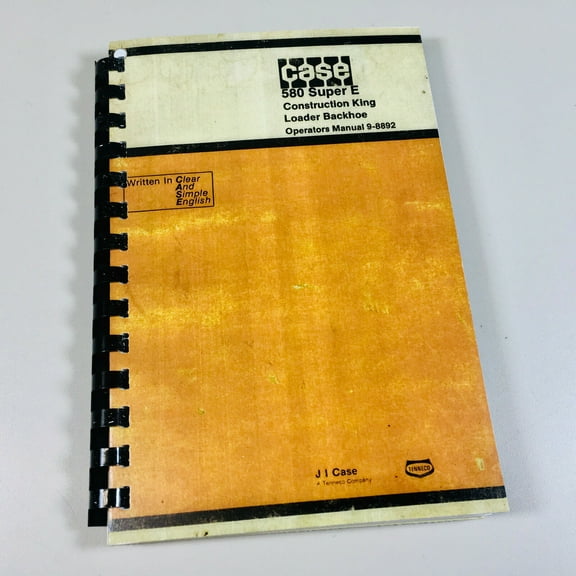 case
580 Super E
Construction King
Loader Backhoe
Operators Manual 9-8892
Written In Clear
And
Simple
English
J I Case
A Tenneco Company
TENNECO